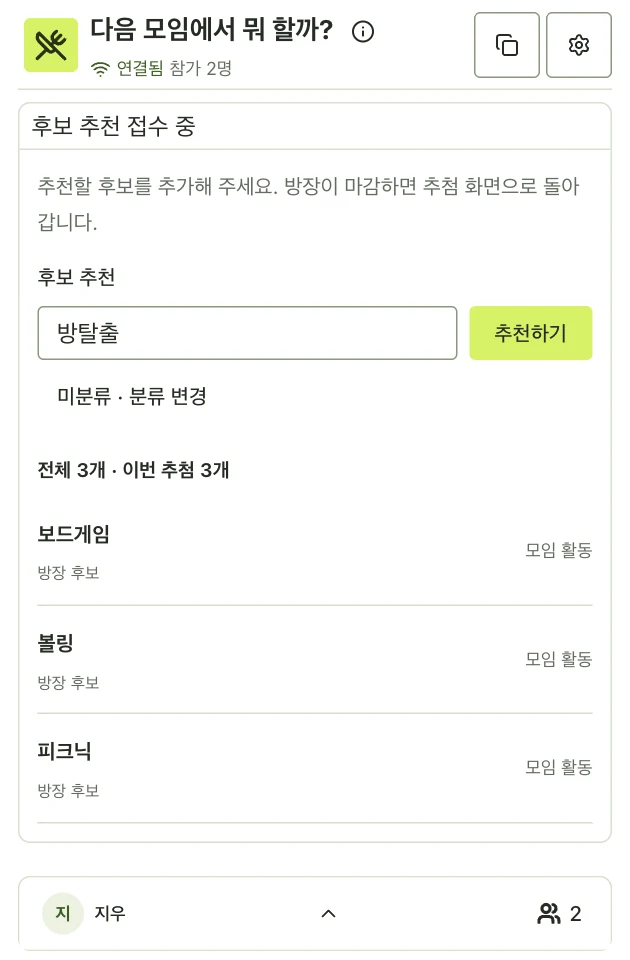 다음 모임에서 뭐 할까?
연결됨 참가 2명
후보 추천 접수 중
추천할 후보를 추가해 주세요. 방장이 마감하면 추첨 화면으로 돌아
갑니다.
후보 추천
방탈출
추천하기
미분류 · 분류 변경
전체 3개 · 이번 추첨 3개
보드게임
모임 활동
방장 후보
볼링
모임 활동
방장 후보
피크닉
모임 활동
방장 후보
지 지우
2